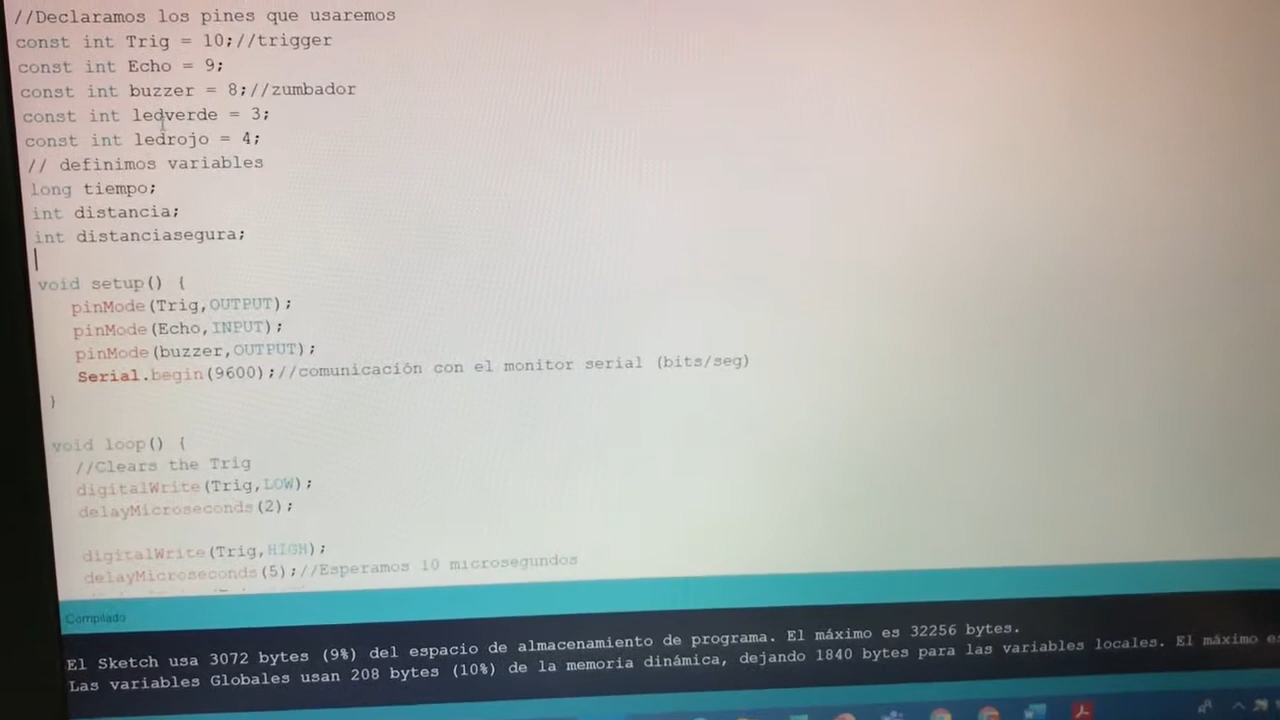 //Declaramos los pines que usaremos
const int Trig = 10;//trigger
const int Echo = 9;
const int buzzer = 8;//zumbador
const int ledverde = 3;
const int ledrojo = 4;
// definimos variables
long tiempo;
int distancia;
int distanciasegura;
void setup() {
pinMode(Trig,OUTPUT);
pinMode(Echo,INPUT);
pinMode(buzzer,OUTPUT);
Serial.begin(9600);//comunicación con el monitor serial (bits/seg)
}
void loop() {
//Clears the Trig
digitalWrite(Trig,LOW);
delayMicroseconds(2);
digitalWrite(Trig,HIGH);
delayMicroseconds(5);//Esperamos 10 microsegundos
Compilado
El Sketch usa 3072 bytes (9%) del espacio de almacenamiento de programa. El máximo es 32256 bytes.
Las variables Globales usan 208 bytes (10%) de la memoria dinámica, dejando 1840 bytes para las variables locales. El máximo